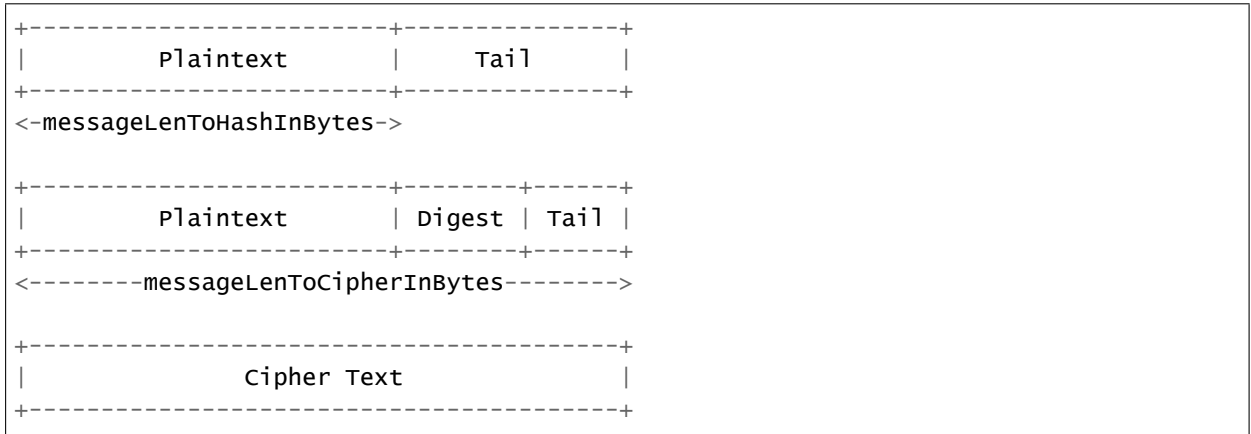 +-------------------------+---------------+
|          Plaintext       |     Tail      |
+-------------------------+---------------+
<-messageLenToHashInBytes->

+-------------------------+--------+------+
|          Plaintext       | Digest | Tail |
+-------------------------+--------+------+
<--------messageLenToCipherInBytes-------->

+-----------------------------------------+
|               Cipher Text               |
+-----------------------------------------+